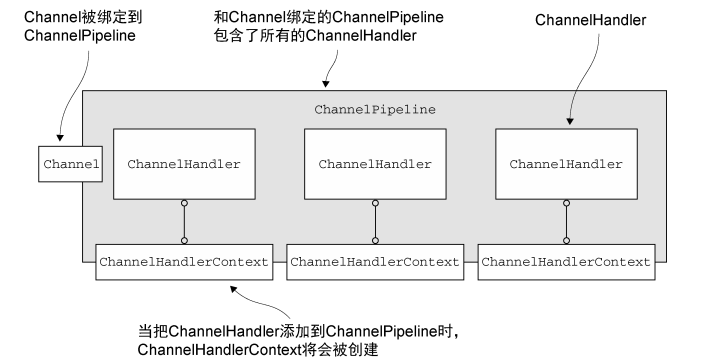 Channel被绑定到
ChannelPipeline
和Channel绑定的ChannelPipeline
包含了所有的ChannelHandler
ChannelHandler
ChannelPipeline
Channel
ChannelHandler
ChannelHandler
ChannelHandler
ChannelHandlerContext
ChannelHandlerContext
ChannelHandlerContext
当把ChannelHandler添加到ChannelPipeline时，
ChannelHandlerContext将会被创建